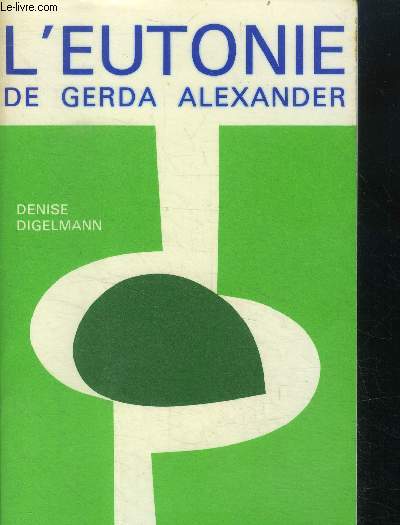 Le-livre.com
L'EUTONIE
DE GERDA ALEXANDER
DENISE
DIGELMANN